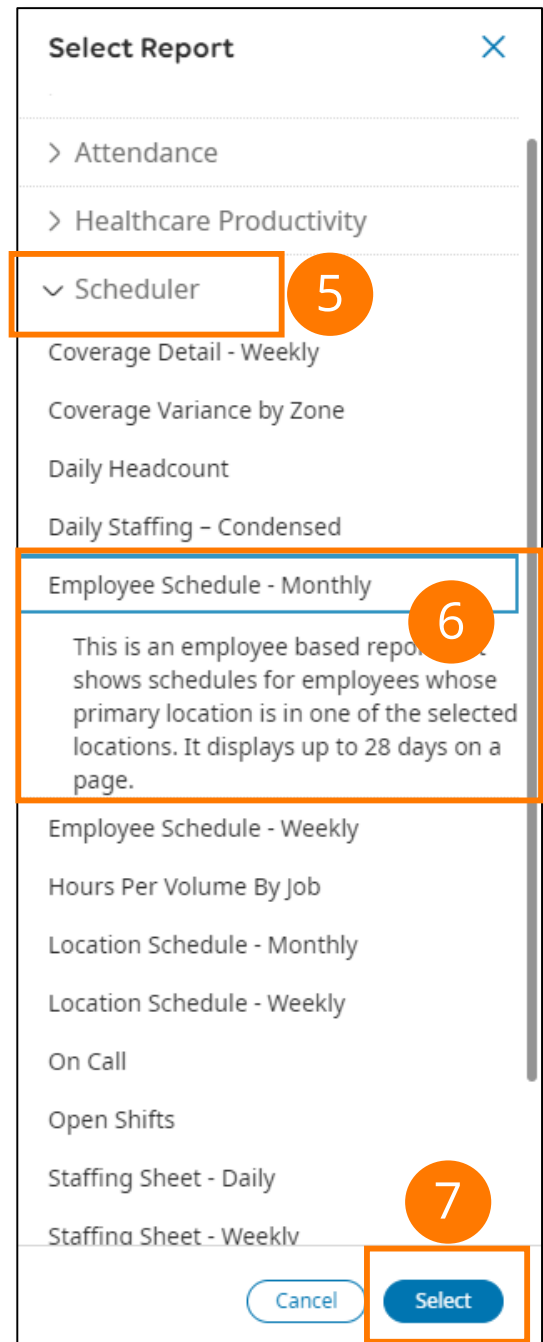 Select Report
Attendance
Healthcare Productivity
Scheduler
5
Coverage Detail - Weekly
Coverage Variance by Zone
Daily Headcount
Daily Staffing – Condensed
Employee Schedule - Monthly
6
This is an employee based
shows schedules for employees whose
primary location is in one of the selected
locations. It displays up to 28 days on a
page.
Employee Schedule - Weekly
Hours Per Volume By Job
Location Schedule - Monthly
Location Schedule - Weekly
On Call
Open Shifts
Staffing Sheet - Daily
7
Staffing Sheet - Weekly
Cancel
Select